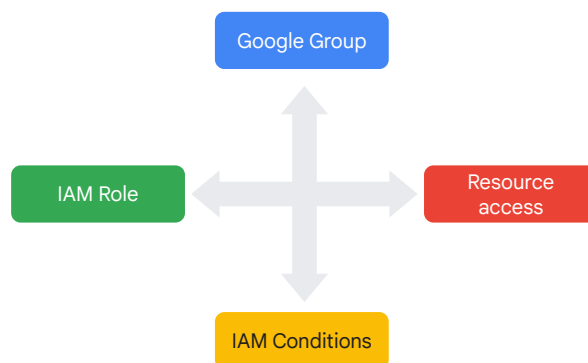 Google Group
IAM Role
Resource
access
IAM Conditions